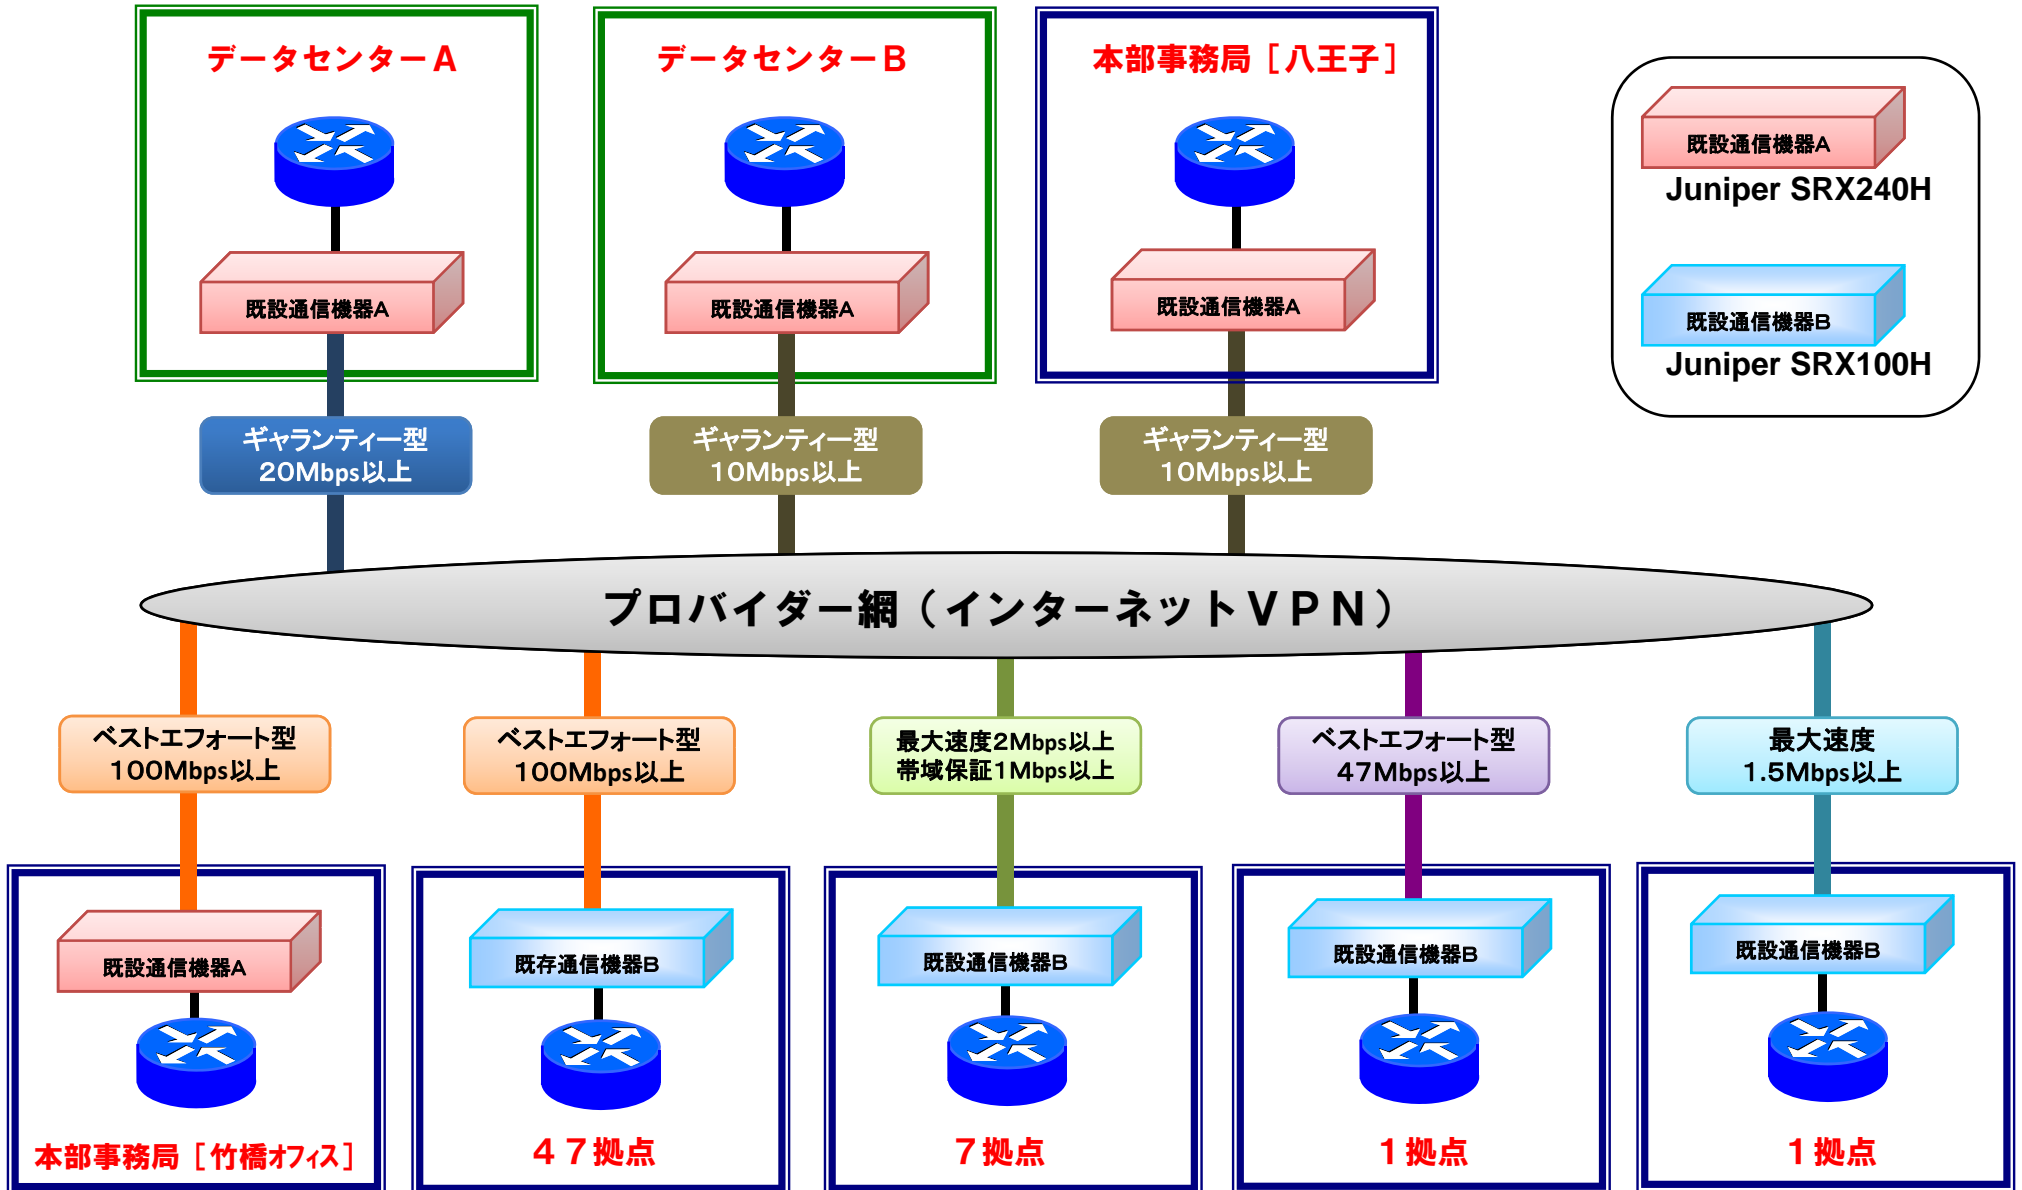 データセンターA
データセンターB
本部事務局［八王子］
既設通信機器A
Juniper SRX240H
既設通信機器B
Juniper SRX100H
既設通信機器A
既設通信機器A
既設通信機器A
ギャランティー型
20Mbps以上
ギャランティー型
10Mbps以上
ギャランティー型
10Mbps以上
プロバイダー網（インターネットVPN）
ベストエフォート型
100Mbps以上
ベストエフォート型
100Mbps以上
最大速度2Mbps以上
帯域保証1Mbps以上
ベストエフォート型
47Mbps以上
最大速度
1.5Mbps以上
既設通信機器A
既存通信機器B
既設通信機器B
既設通信機器B
既設通信機器B
本部事務局［竹橋オフィス］
47拠点
7拠点
1拠点
1拠点